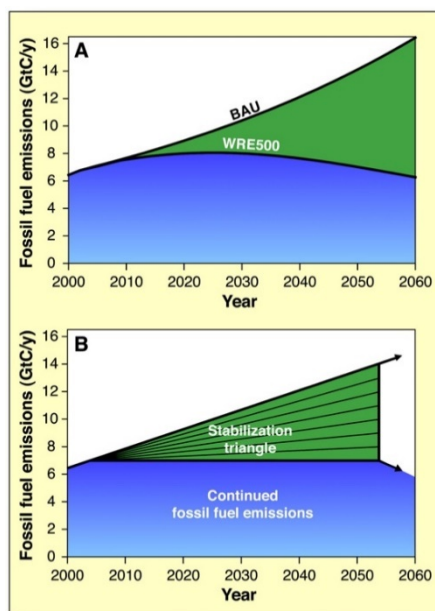 A
Fossil fuel emissions (GtC/y)
16
14
12
10
8
6
4
2
0
BAU
WRE500
2000 2010 2020 2030 2040 2050 2060
Year
B
Fossil fuel emissions (GtC/y)
16
14
12
10
8
6
4
2
0
Stabilization
triangle
Continued
fossil fuel emissions
2000 2010 2020 2030 2040 2050 2060
Year